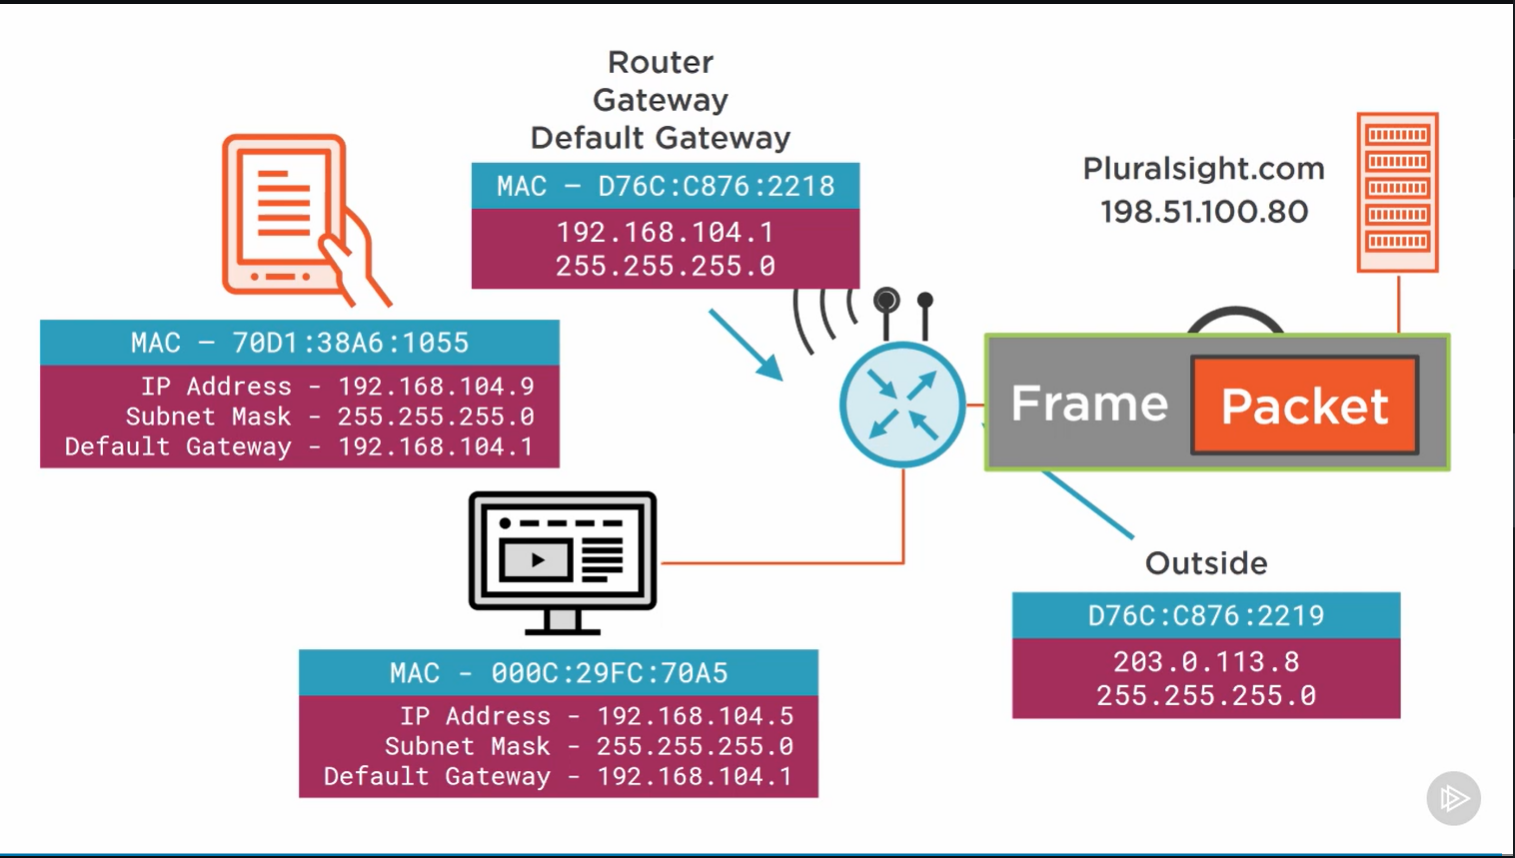 Router
Gateway
Default Gateway
MAC – D76C:C876:2218
192.168.104.1
255.255.255.0
Pluralsight.com
198.51.100.80
MAC – 70D1:38A6:1055
IP Address - 192.168.104.9
Subnet Mask - 255.255.255.0
Default Gateway - 192.168.104.1
Frame
Packet
Outside
D76C:C876:2219
203.0.113.8
255.255.255.0
MAC - 000C:29FC:70A5
IP Address - 192.168.104.5
Subnet Mask - 255.255.255.0
Default Gateway - 192.168.104.1